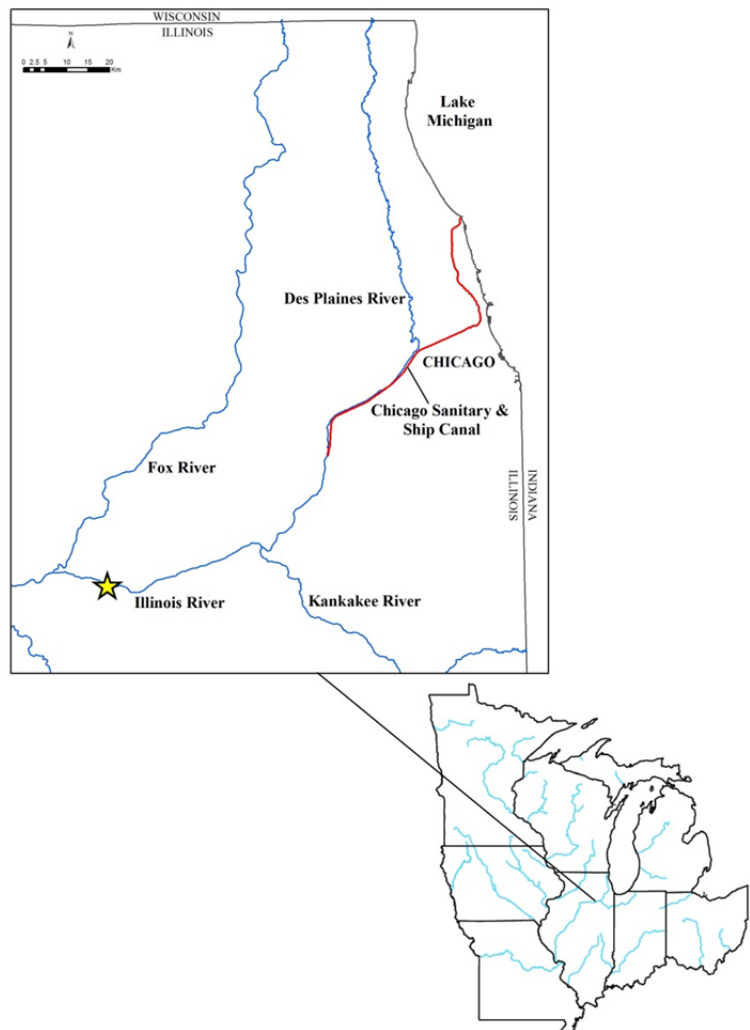 WISCONSIN
ILLINOIS
N
0 2.5 5 10 15 20
Km
Lake
Michigan
Des Plaines River
CHICAGO
Chicago Sanitary &
Ship Canal
Fox River
INDIANA
ILLINOIS
Illinois River
Kankakee River